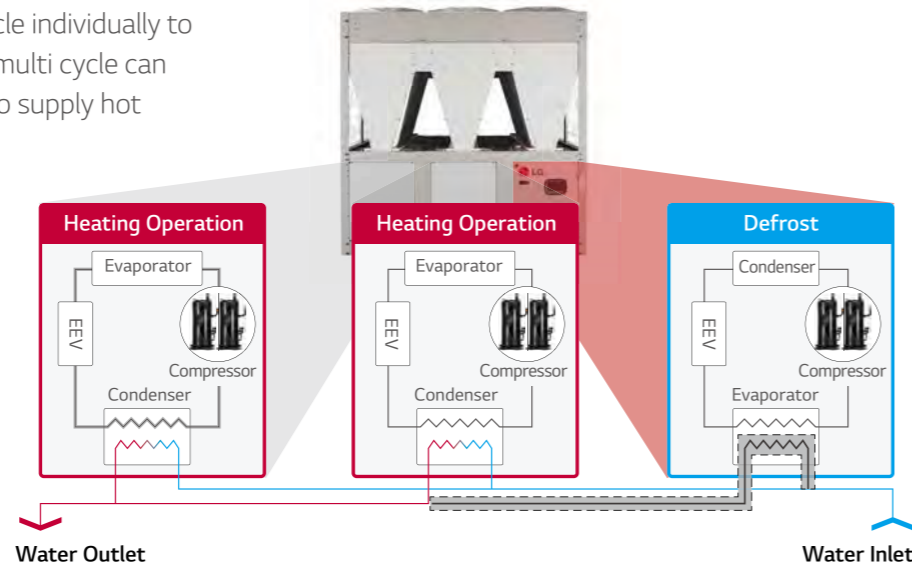 cle individually to
multi cycle can
o supply hot
LG
Heating Operation
Evaporator
EEV
Compressor
Condenser
Heating Operation
Evaporator
EEV
Compressor
Condenser
Defrost
Condenser
EEV
Compressor
Evaporator
Water Outlet
Water Inlet